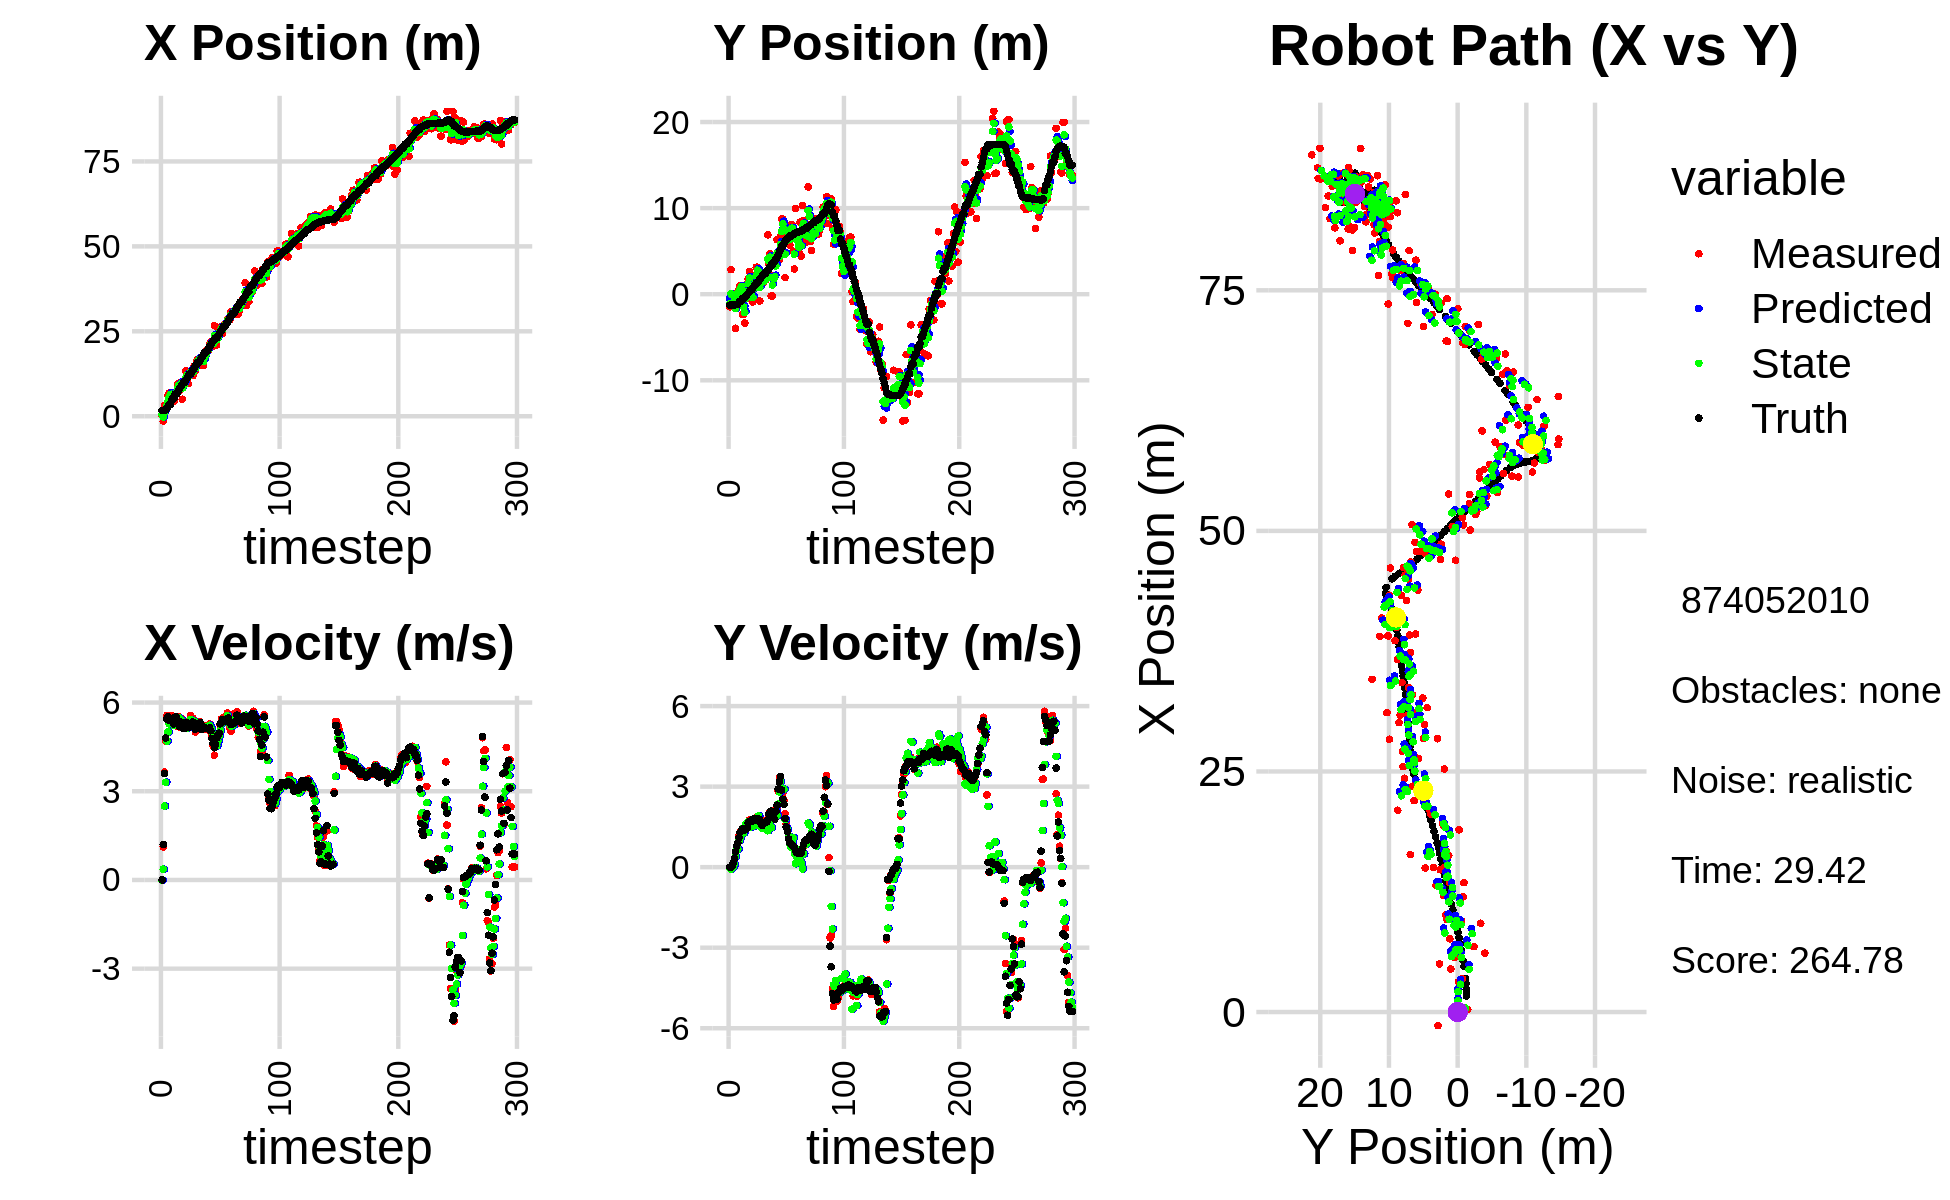 X Position (m)
75
50
25
0
0
100
200
300
timestep
Y Position (m)
20
10
0
-10
0
100
200
300
timestep
X Velocity (m/s)
6
3
0
-3
0
100
200
300
timestep
Y Velocity (m/s)
6
3
0
-3
-6
0
100
200
300
timestep
Robot Path (X vs Y)
X Position (m)
75
50
25
0
20 10 0 -10 -20
Y Position (m)
variable
Measured
Predicted
State
Truth
874052010
Obstacles: none
Noise: realistic
Time: 29.42
Score: 264.78